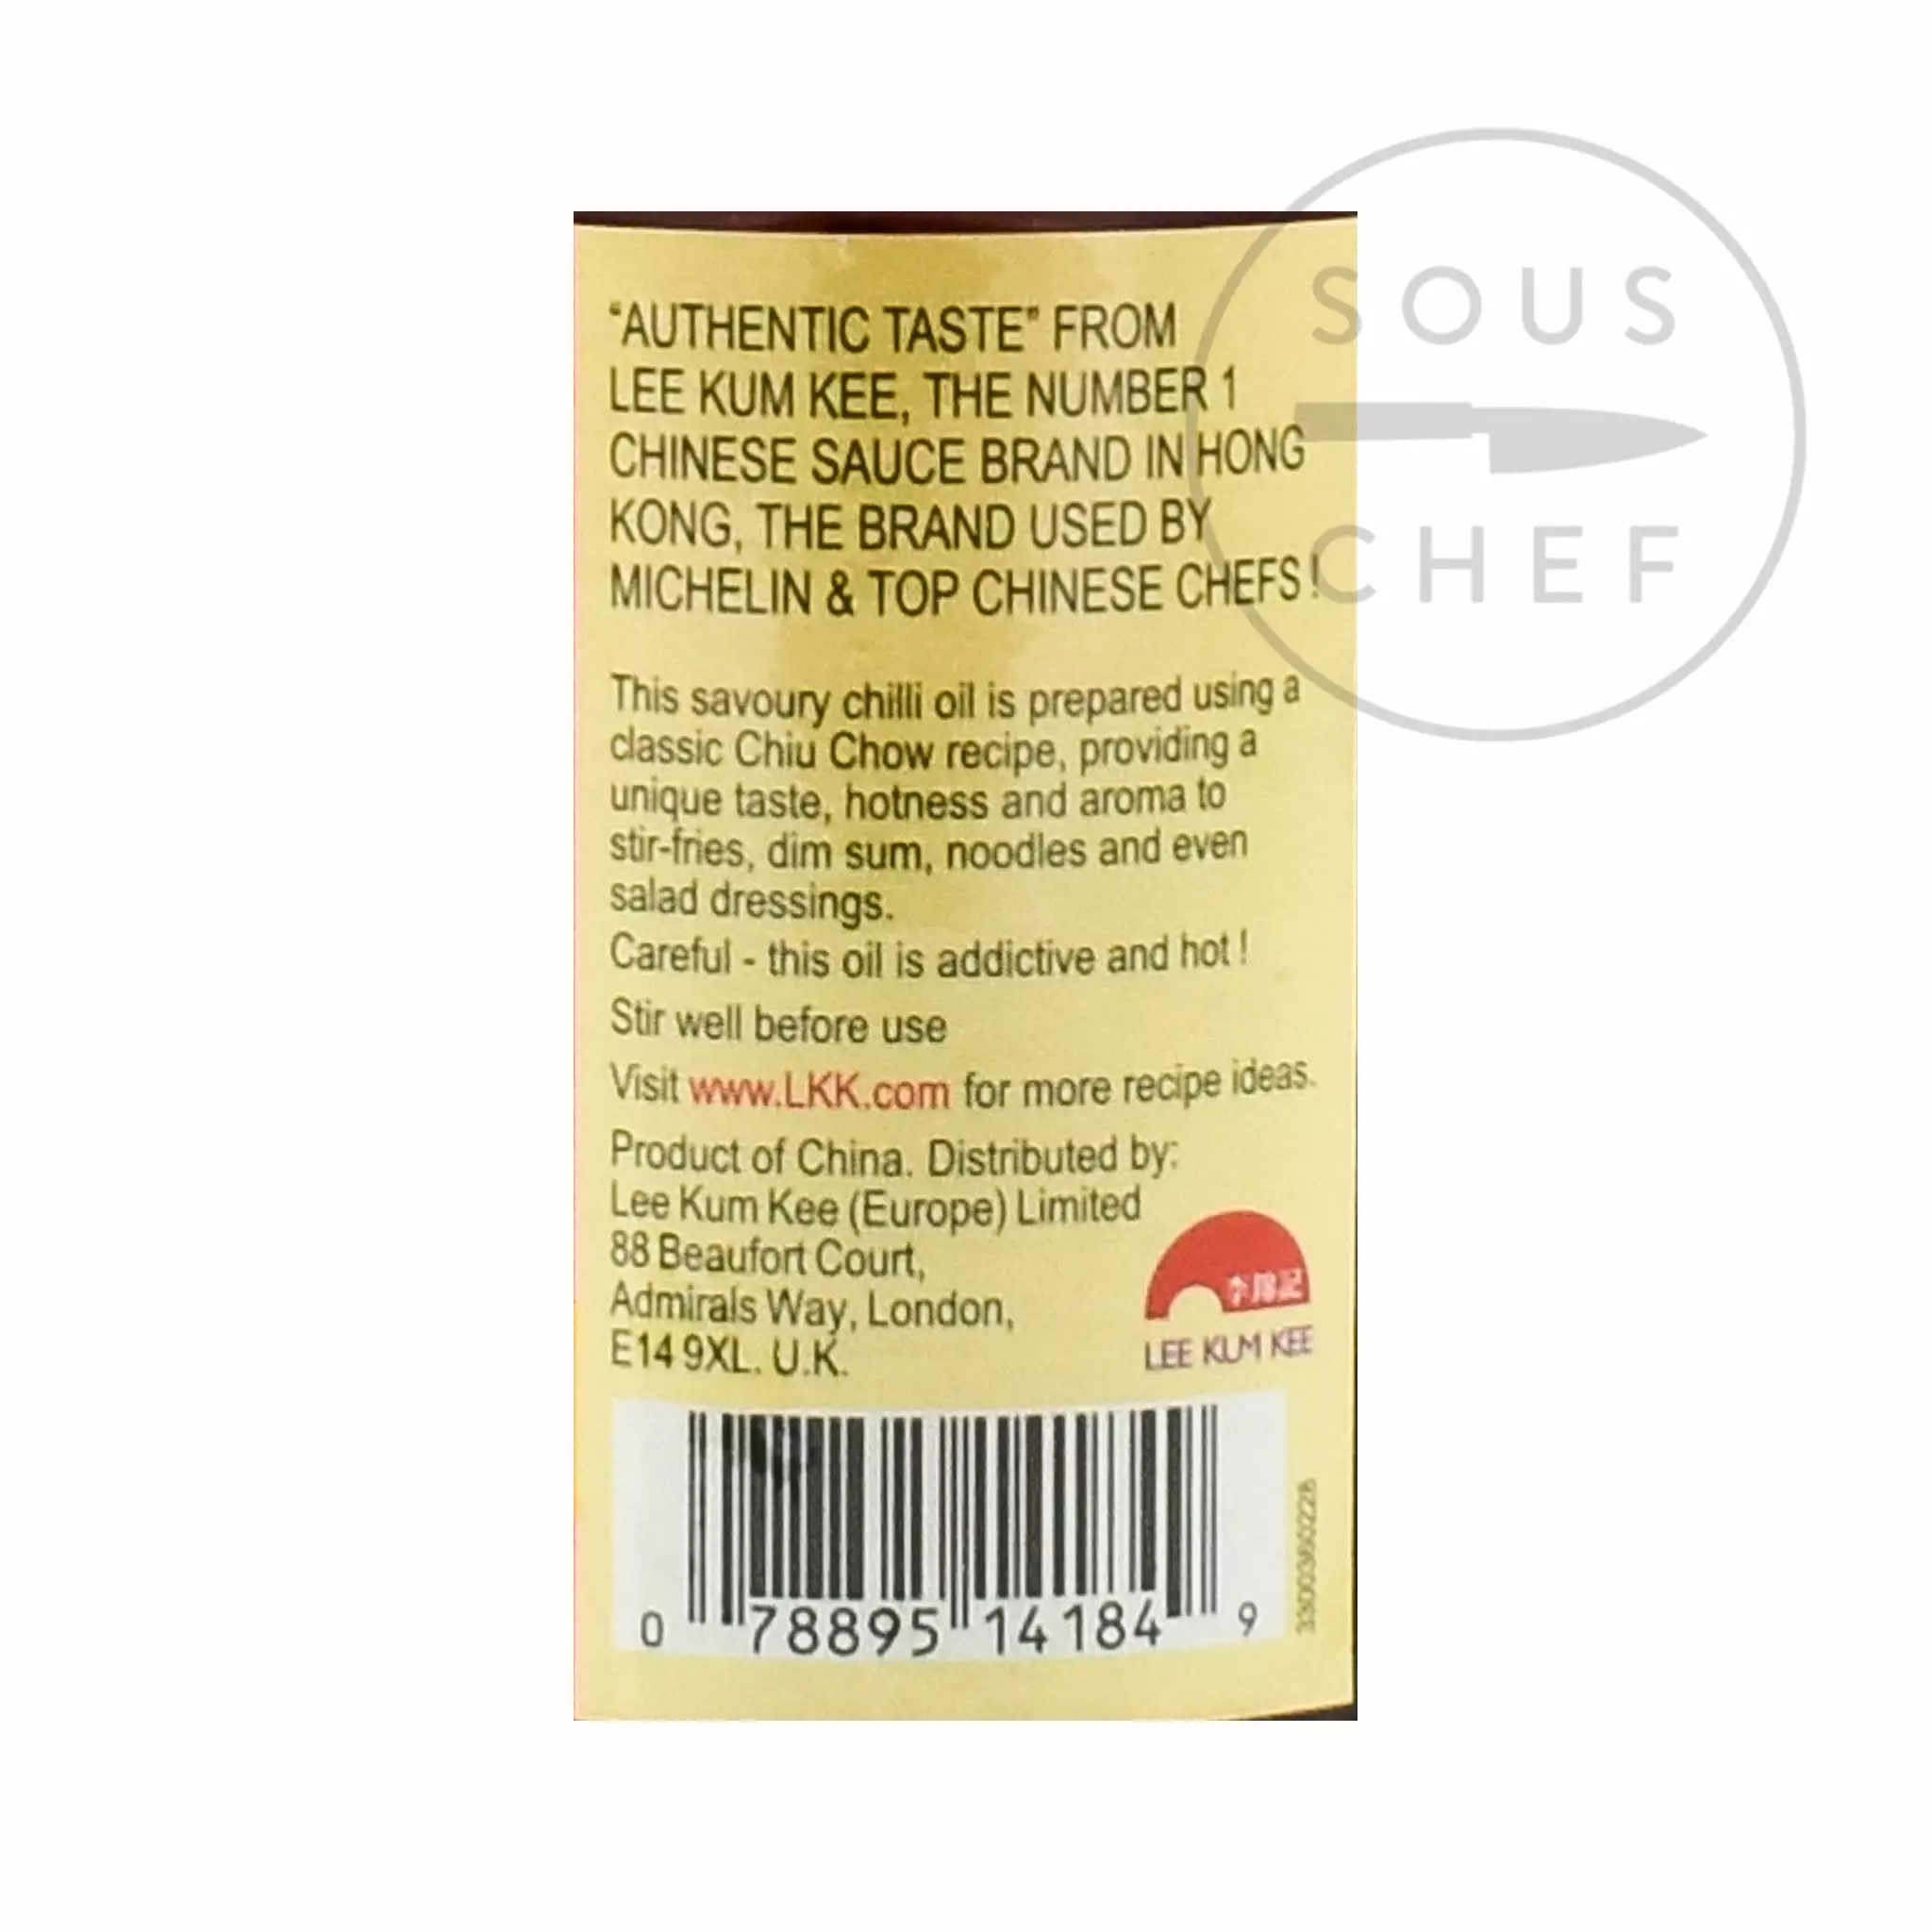 SOUS
CHEF
“AUTHENTIC TASTE” FROM
LEE KUM KEE, THE NUMBER 1
CHINESE SAUCE BRAND IN HONG
KONG, THE BRAND USED BY
MICHELIN & TOP CHINESE CHEFS !
This savoury chilli oil is prepared using a
classic Chiu Chow recipe, providing a
unique taste, hotness and aroma to
stir-fries, dim sum, noodles and even
salad dressings.
Careful - this oil is addictive and hot !
Stir well before use
Visit www.LKK.com for more recipe ideas.
Product of China. Distributed by:
Lee Kum Kee (Europe) Limited
88 Beaufort Court,
Admirals Way, London,
E14 9XL. U.K.
李錦記
LEE KUM KEE
0 78895 14184 9